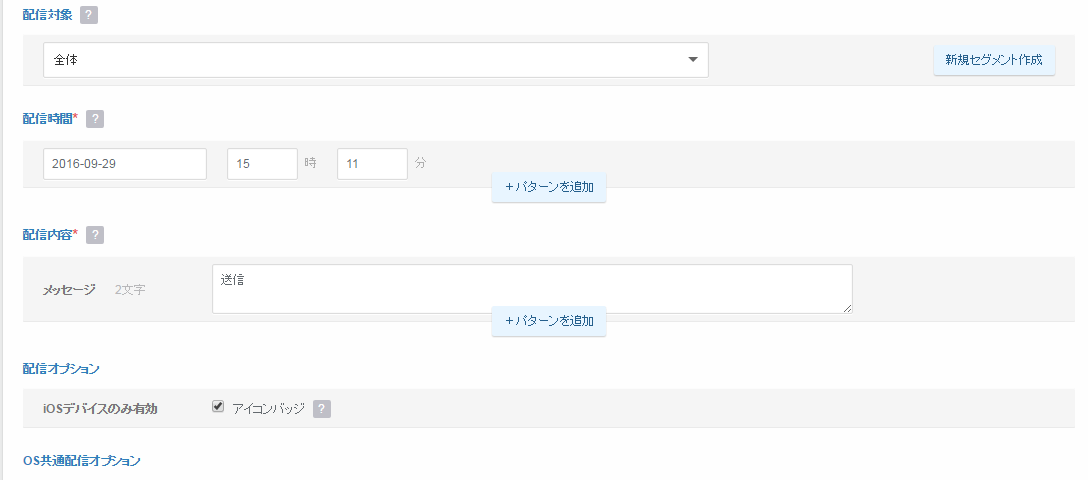 配信対象 ?
全体
新規セグメント作成
配信時間* ?
2016-09-29 15 時 11 分
+パターンを追加
配信内容* ?
メッセージ 2文字 送信
+パターンを追加
配信オプション
iOSデバイスのみ有効 アイコンバッジ ?
OS共通配信オプション